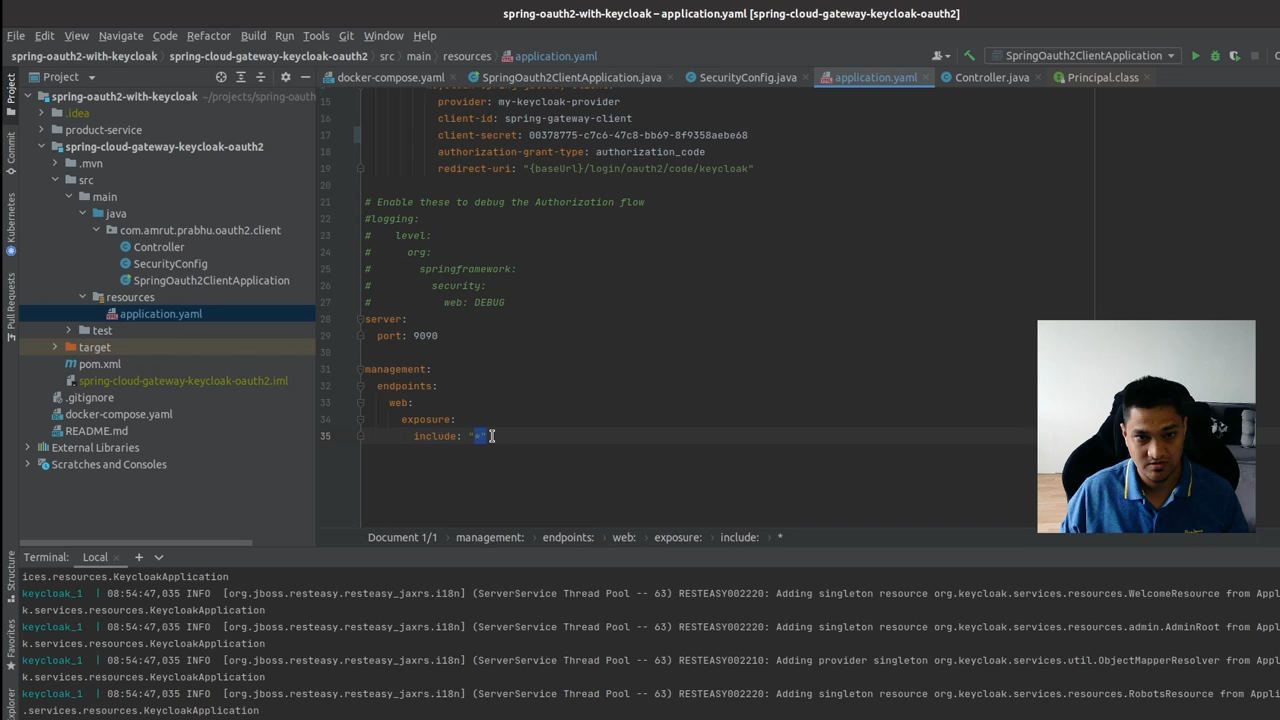 spring-oauth2-with-keycloak – application.yaml [spring-cloud-gateway-keycloak-oauth2]
File Edit View Navigate Code Refactor Build Run Tools Git Window Help
spring-oauth2-with-keycloak spring-cloud-gateway-keycloak-oauth2 src main resources application.yaml SpringOauth2ClientApplication
Project docker-compose.yaml SpringOauth2ClientApplication.java SecurityConfig.java application.yaml Controller.java Principal.class
Project
Commit
Kubernetes
Pull Requests
Structure
Favorites
spring-oauth2-with-keycloak ~/projects/spring-oauth
.idea
product-service
spring-cloud-gateway-keycloak-oauth2
.mvn
src
main
java
com.amrut.prabhu.oauth2.client
Controller
SecurityConfig
SpringOauth2ClientApplication
resources
application.yaml
test
target
pom.xml
spring-cloud-gateway-keycloak-oauth2.iml
.gitignore
docker-compose.yaml
README.md
External Libraries
Scratches and Consoles
15 provider: my-keycloak-provider
16 client-id: spring-gateway-client
17 client-secret: 00378775-c7c6-47c8-bb69-8f9358aebe68
18 authorization-grant-type: authorization_code
19 redirect-uri: "{baseUrl}/login/oauth2/code/keycloak"
20
21 # Enable these to debug the Authorization flow
22 #logging:
23 # level:
24 # org:
25 # springframework:
26 # security:
27 # web: DEBUG
28 server:
29 port: 9090
30
31 management:
32 endpoints:
33 web:
34 exposure:
35 include: "*"
Document 1/1 management: endpoints: web: exposure: include: *
Terminal: Local
ices.resources.KeycloakApplication
keycloak_1 | 08:54:47,035 INFO [org.jboss.resteasy.resteasy_jaxrs.i18n] (ServerService Thread Pool -- 63) RESTEASY002220: Adding singleton resource org.keycloak.services.resources.WelcomeResource from Appl
k.services.resources.KeycloakApplication
keycloak_1 | 08:54:47,035 INFO [org.jboss.resteasy.resteasy_jaxrs.i18n] (ServerService Thread Pool -- 63) RESTEASY002220: Adding singleton resource org.keycloak.services.resources.admin.AdminRoot from Ap
k.services.resources.KeycloakApplication
keycloak_1 | 08:54:47,035 INFO [org.jboss.resteasy.resteasy_jaxrs.i18n] (ServerService Thread Pool -- 63) RESTEASY002210: Adding provider singleton org.keycloak.services.util.ObjectMapperResolver from Ap
k.services.resources.KeycloakApplication
keycloak_1 | 08:54:47,035 INFO [org.jboss.resteasy.resteasy_jaxrs.i18n] (ServerService Thread Pool -- 63) RESTEASY002220: Adding singleton resource org.keycloak.services.resources.RobotsResource from App
.services.resources.KeycloakApplication